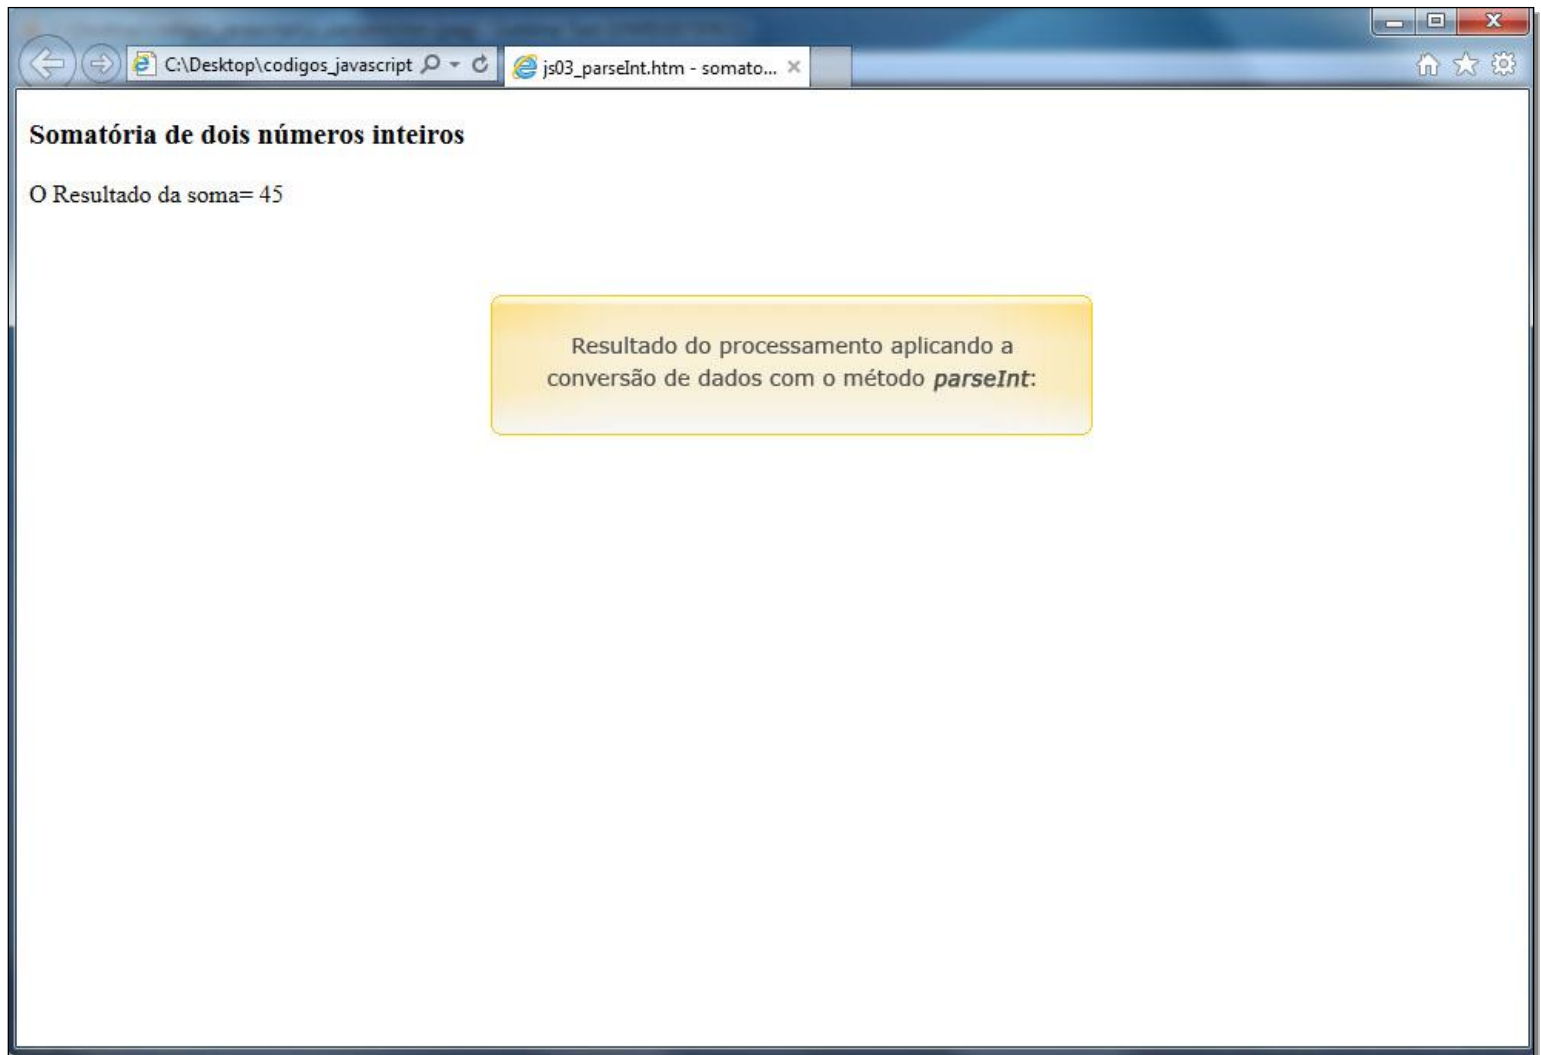 C:\Desktop\codigos_javascript
js03_parseInt.htm - somato...
Somatória de dois números inteiros
O Resultado da soma= 45
Resultado do processamento aplicando a
conversão de dados com o método parseInt: